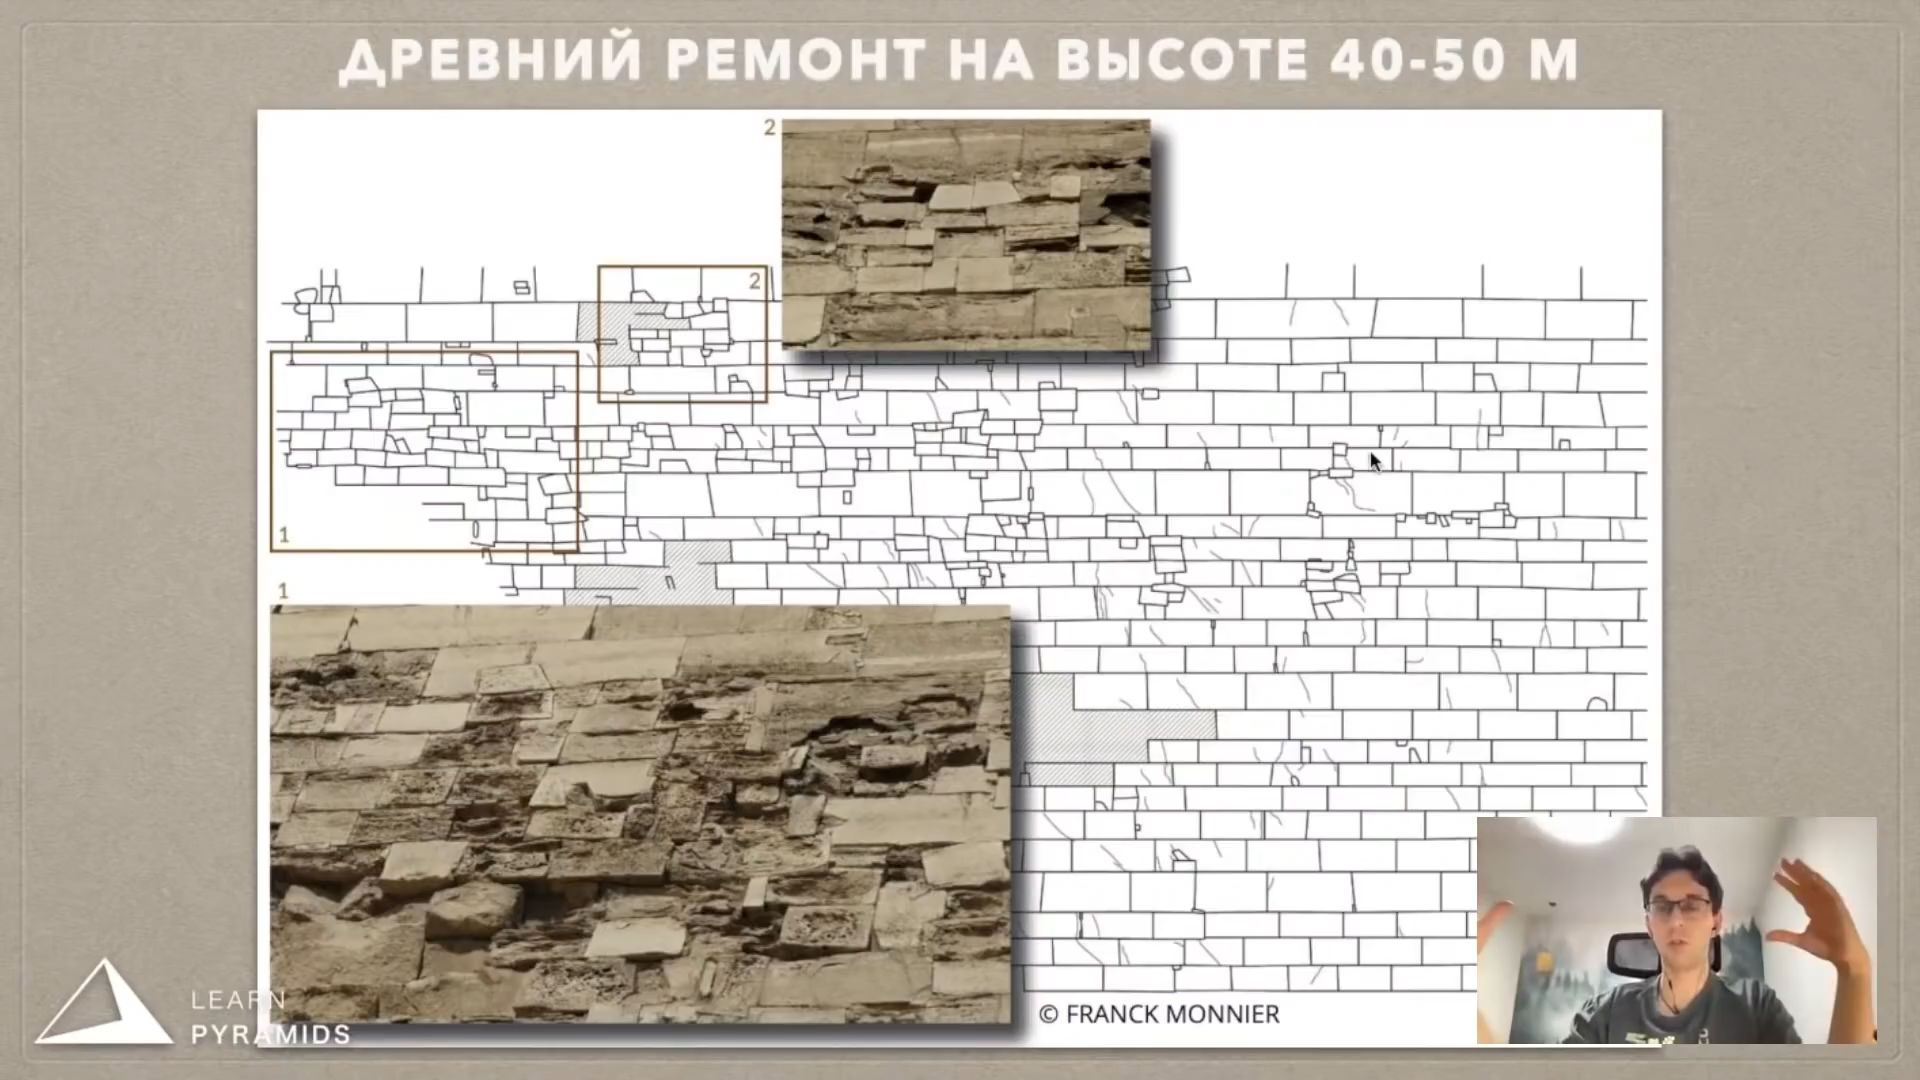 ДРЕВНИЙ РЕМОНТ НА ВЫСОТЕ 40-50 М
2
2
1
1
© FRANCK MONNIER
LEARN
PYRAMIDS